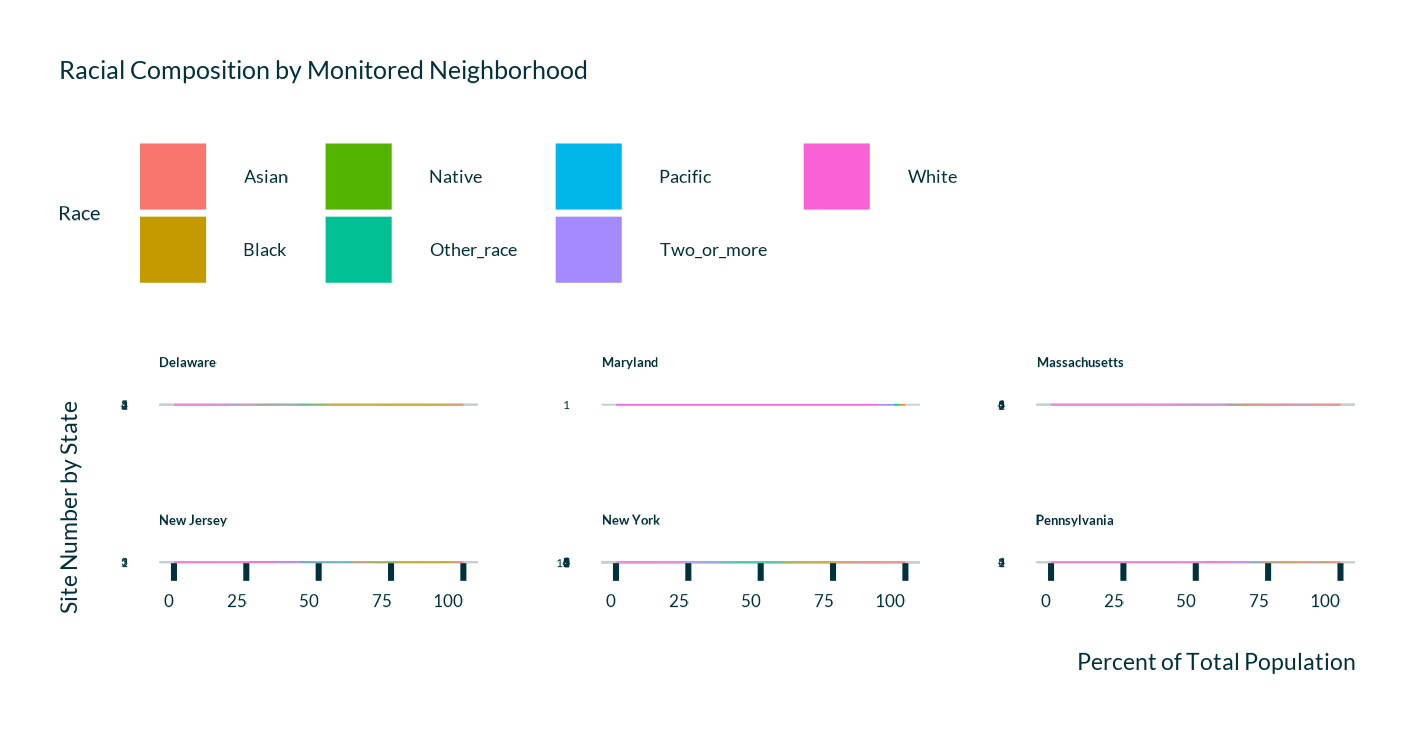 Racial Composition by Monitored Neighborhood
Race
Asian
Native
Pacific
White
Black
Other_race
Two_or_more
Delaware
Maryland
Massachusetts
1
New Jersey
New York
Pennsylvania
0 25 50 75 100
0 25 50 75 100
0 25 50 75 100
Site Number by State
Percent of Total Population